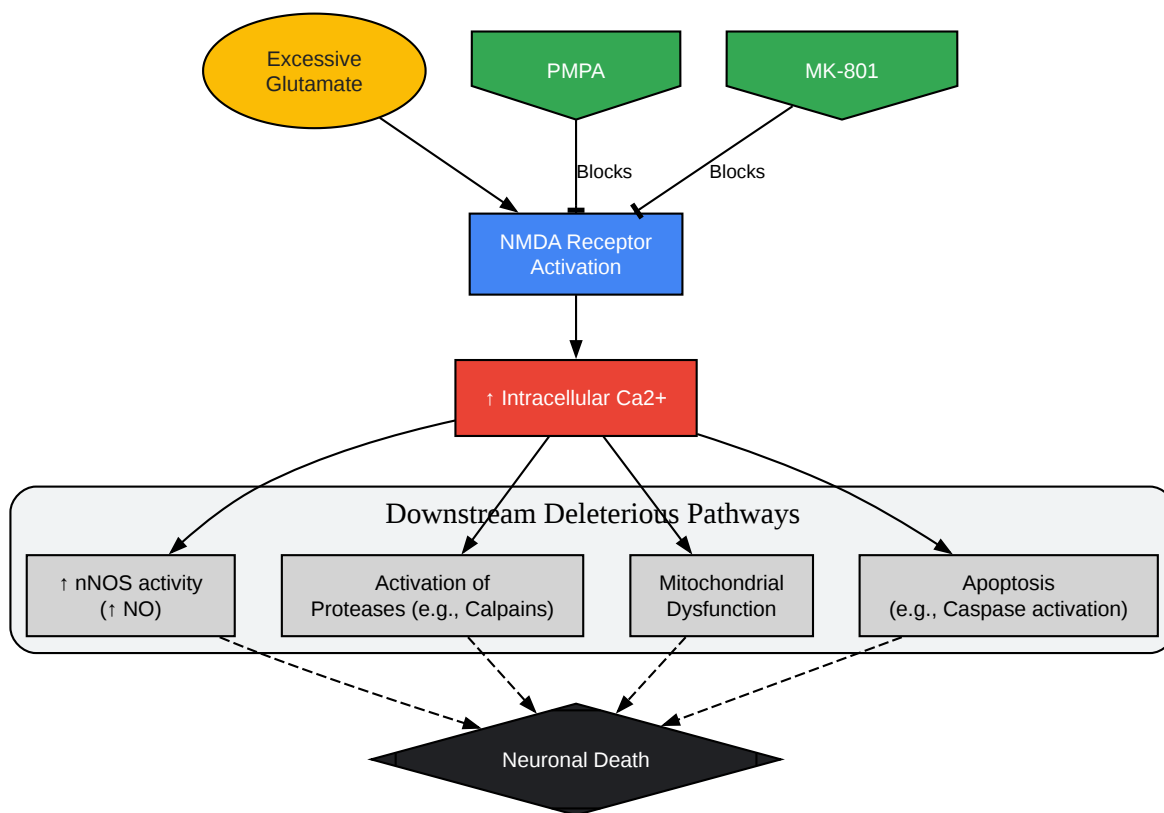 Excessive
Glutamate
PMPA
MK-801
Blocks
Blocks
NMDA Receptor
Activation
↑ Intracellular Ca2+
Downstream Deleterious Pathways
↑ nNOS activity
(↑ NO)
Activation of
Proteases (e.g., Calpains)
Mitochondrial
Dysfunction
Apoptosis
(e.g., Caspase activation)
Neuronal Death